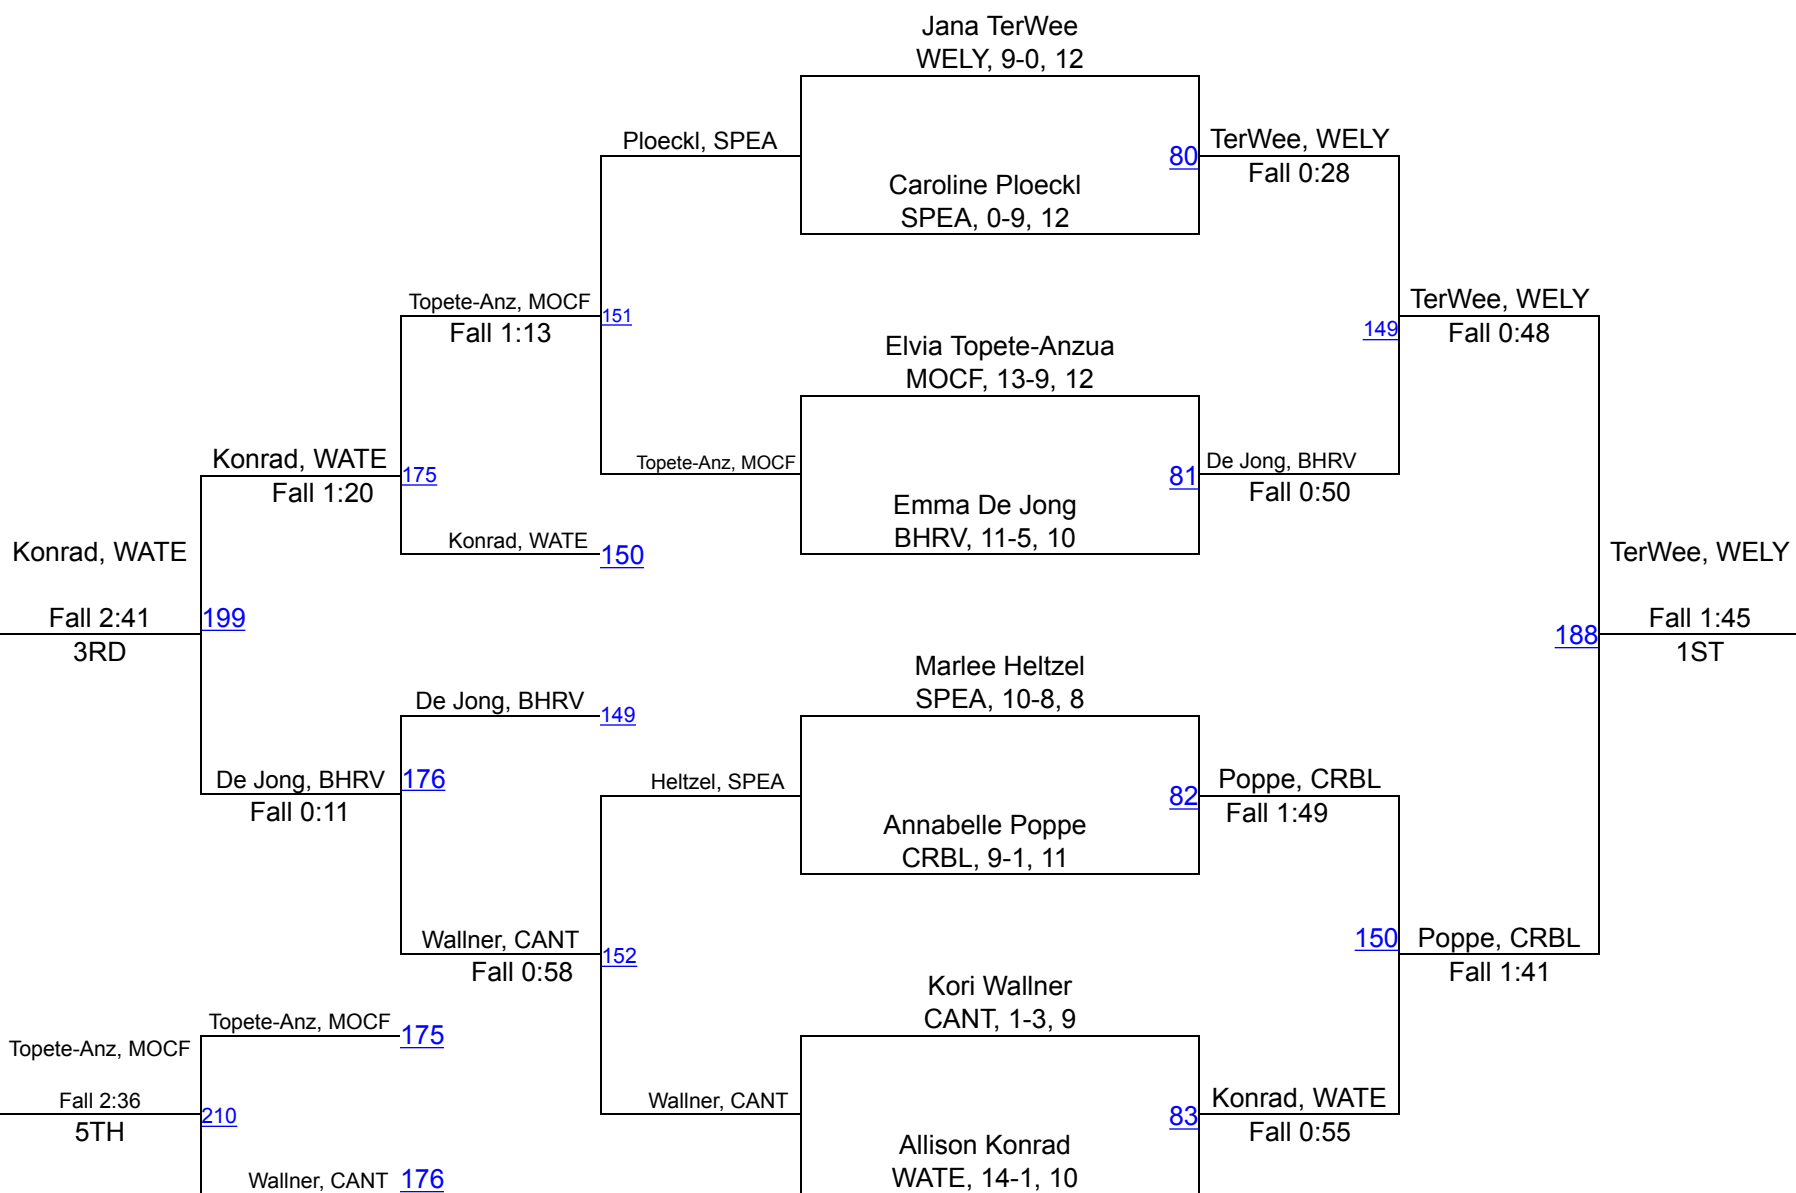 Jana TerWee
WELY, 9-0, 12
Ploeckl, SPEA
80
TerWee, WELY
Fall 0:28
Caroline Ploeckl
SPEA, 0-9, 12
Topete-Anz, MOCF
Fall 1:13
151
149
TerWee, WELY
Fall 0:48
Elvia Topete-Anzua
MOCF, 13-9, 12
Konrad, WATE
Fall 1:20
175
Topete-Anz, MOCF
81
De Jong, BHRV
Fall 0:50
Emma De Jong
BHRV, 11-5, 10
Konrad, WATE
150
Konrad, WATE
Fall 2:41
3RD
199
TerWee, WELY
188
Fall 1:45
1ST
Marlee Heltzel
SPEA, 10-8, 8
De Jong, BHRV
149
De Jong, BHRV
Fall 0:11
176
Heltzel, SPEA
82
Poppe, CRBL
Fall 1:49
Annabelle Poppe
CRBL, 9-1, 11
Wallner, CANT
Fall 0:58
152
150
Poppe, CRBL
Fall 1:41
Kori Wallner
CANT, 1-3, 9
Topete-Anz, MOCF
175
Topete-Anz, MOCF
Fall 2:36
5TH
210
Wallner, CANT
83
Konrad, WATE
Fall 0:55
Allison Konrad
WATE, 14-1, 10
Wallner, CANT
176